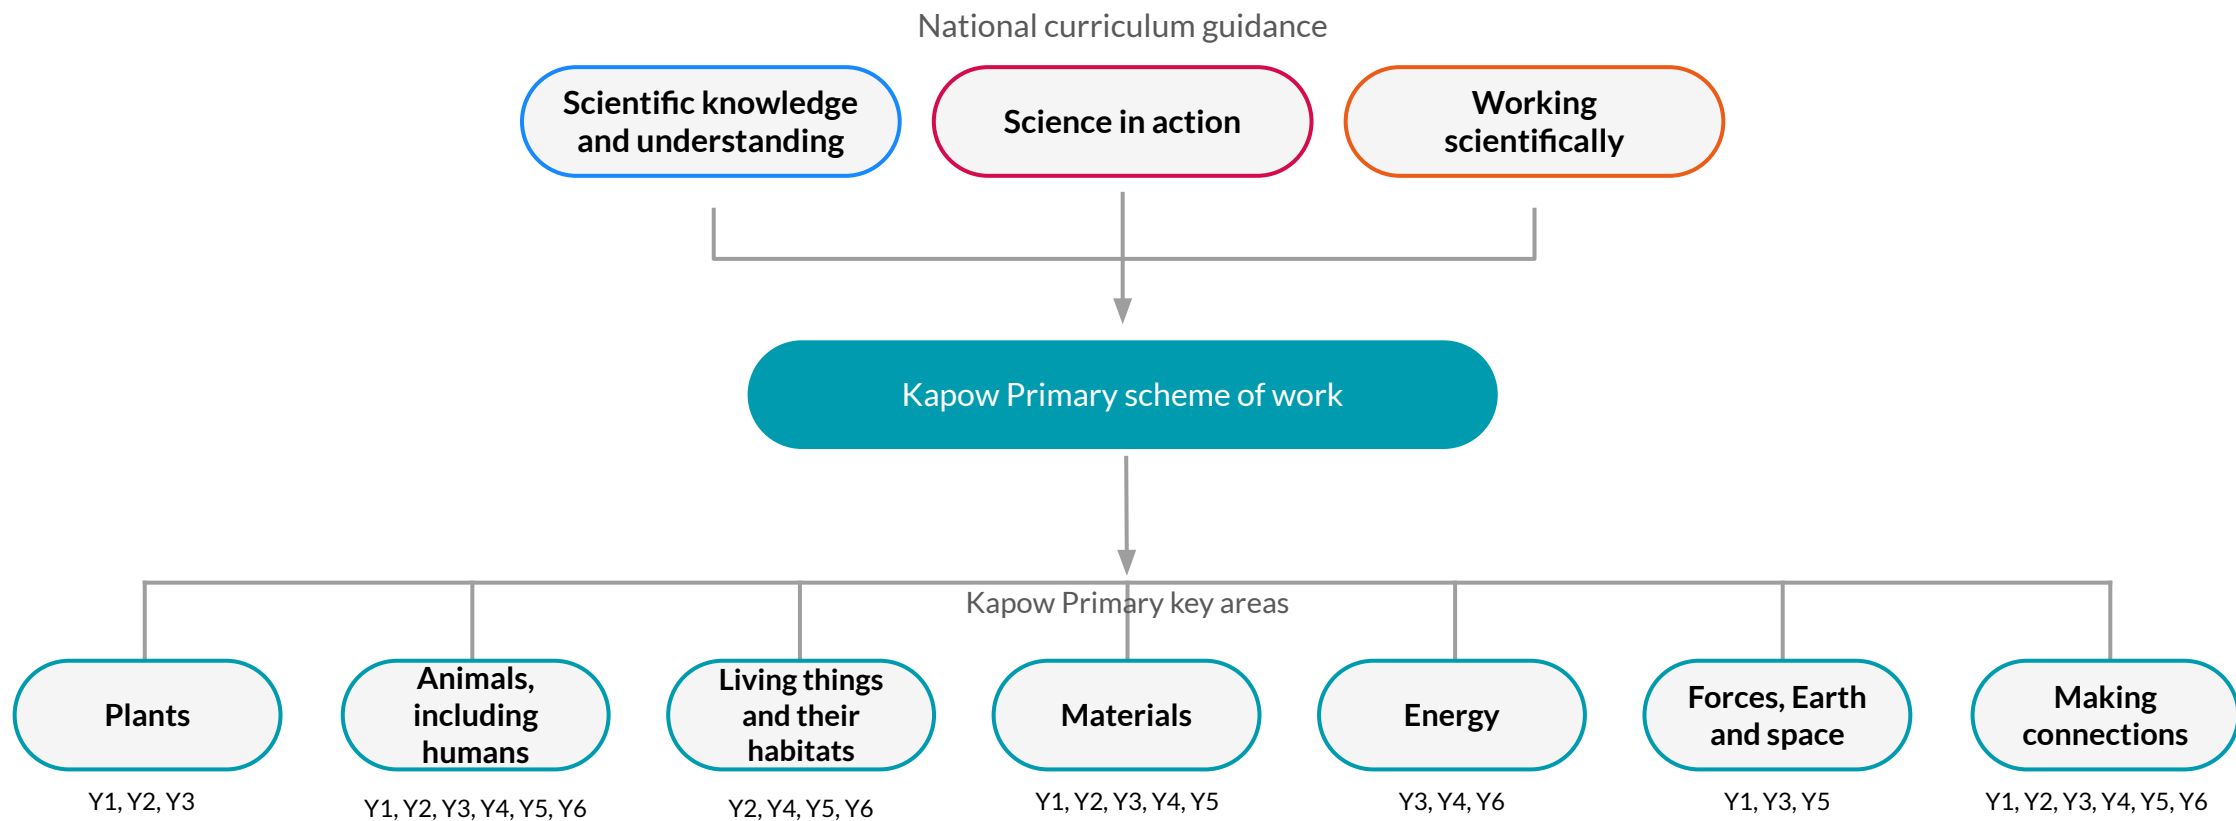 National curriculum guidance
Scientific knowledge
and understanding
Science in action
Working
scientifically
Kapow Primary scheme of work
Kapow Primary key areas
Plants
Y1, Y2, Y3
Animals,
including
humans
Y1, Y2, Y3, Y4, Y5, Y6
Living things
and their
habitats
Y2, Y4, Y5, Y6
Materials
Y1, Y2, Y3, Y4, Y5
Energy
Y3, Y4, Y6
Forces, Earth
and space
Y1, Y3, Y5
Making
connections
Y1, Y2, Y3, Y4, Y5, Y6